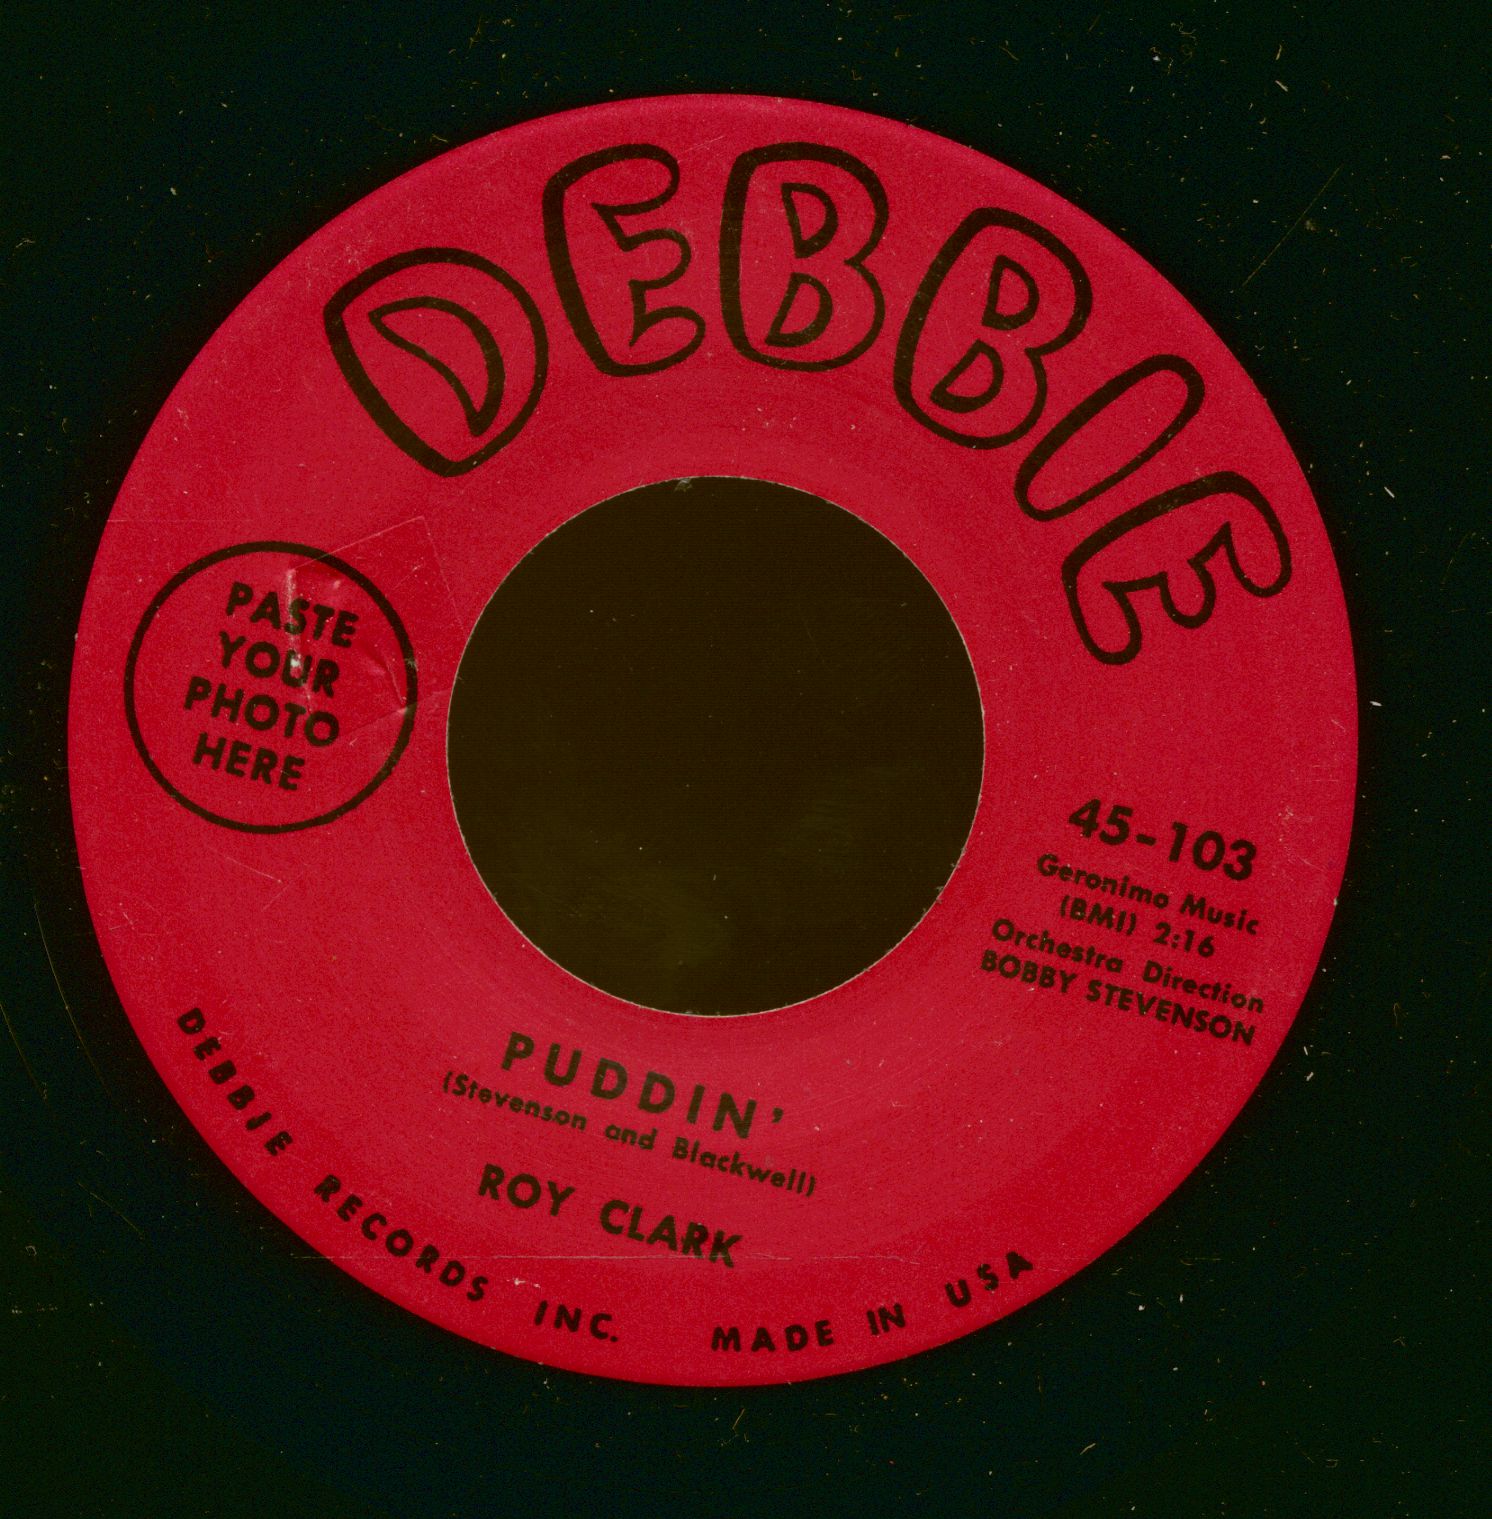 DEBBIE
PASTE
YOUR
PHOTO
HERE
45-103
Geronimo Music
(BMI) 2:16
Orchestra Direction
BOBBY STEVENSON
PUDDIN'
(Stevenson and Blackwell)
ROY CLARK
DEBBIE RECORDS INC. MADE IN USA